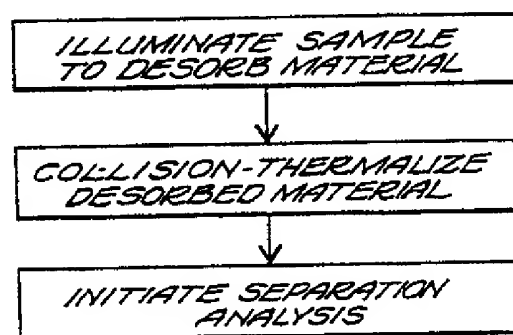 ILLUMINATE SAMPLE
TO DESORB MATERIAL
COLLISION-THERMALIZE
DESORBED MATERIAL
INITIATE SEPARATION
ANALYSIS